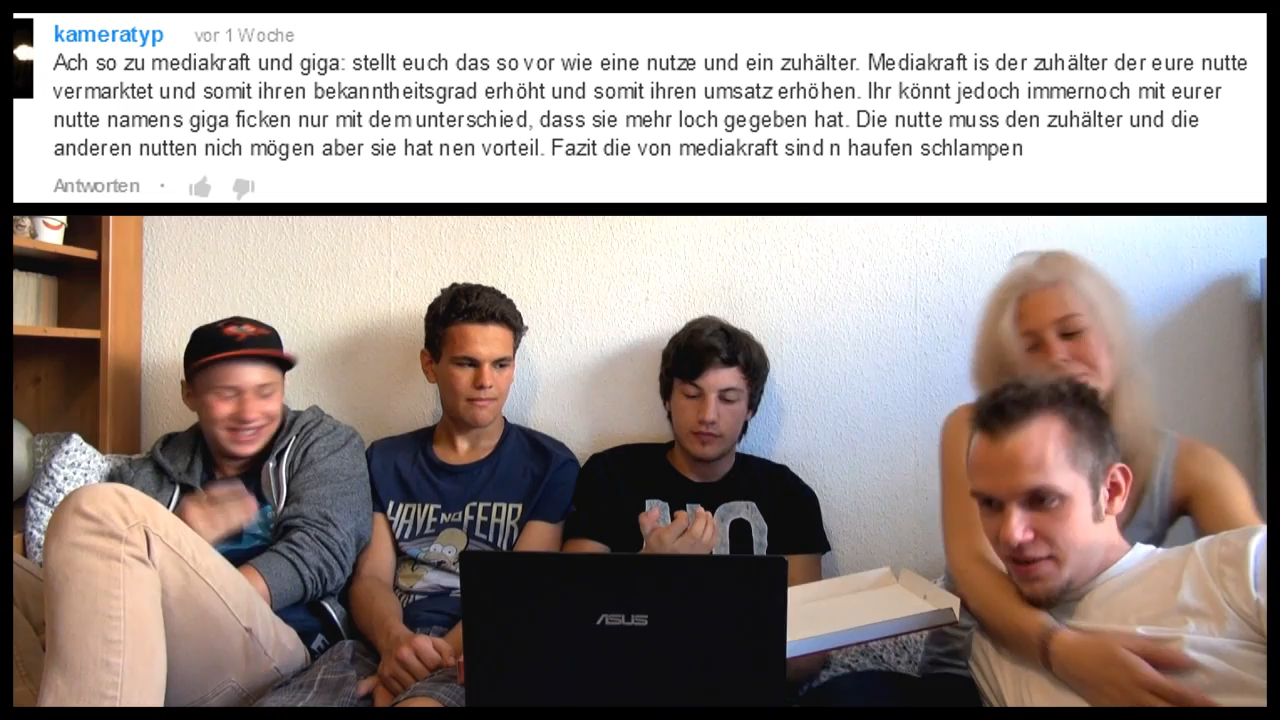 kameratyp vor 1 Woche
Ach so zu mediakraft und giga: stellt euch das so vor wie eine nutze und ein zuhälter. Mediakraft is der zuhälter der eure nutte
vermarktet und somit ihren bekanntheitsgrad erhöht und somit ihren umsatz erhöhen. Ihr könnt jedoch immernoch mit eurer
nutte namens giga ficken nur mit dem unterschied, dass sie mehr loch gegeben hat. Die nutte muss den zuhälter und die
anderen nutten nich mögen aber sie hat nen vorteil. Fazit die von mediakraft sind n haufen schlampen
Antworten ·
HAVE NO FEAR
NO
ASUS